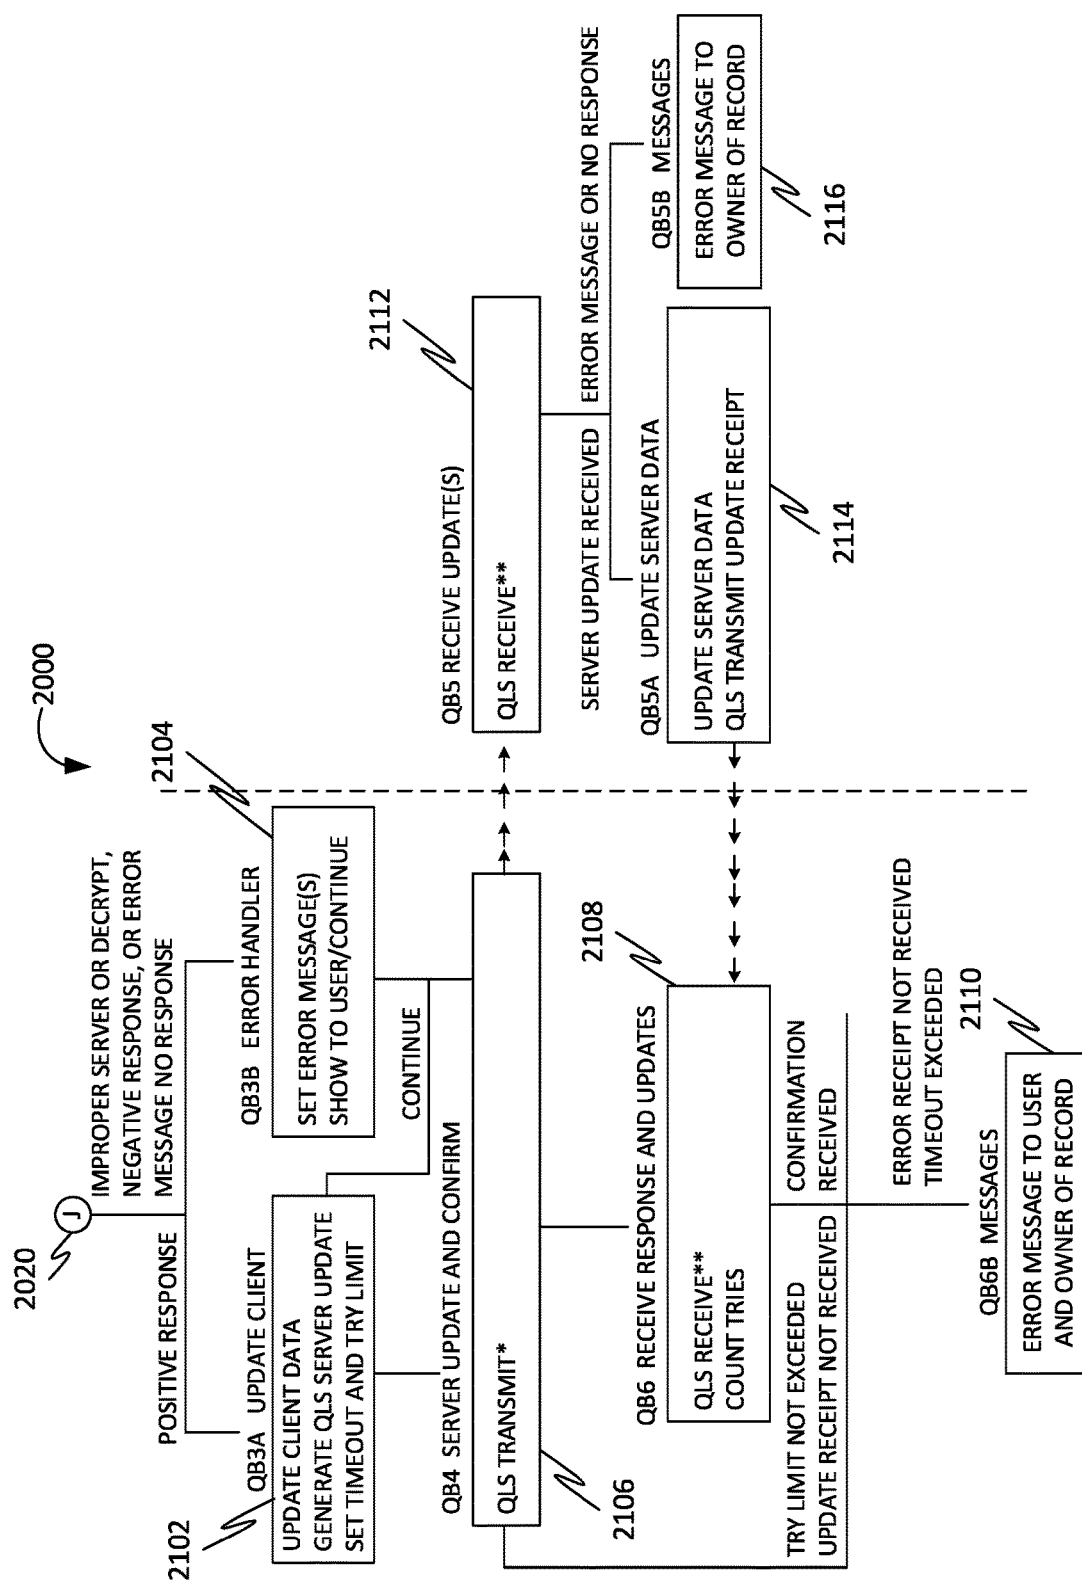 2000
2020
J
POSITIVE RESPONSE
IMPROPER SERVER OR DECRYPT,
NEGATIVE RESPONSE, OR ERROR
MESSAGE NO RESPONSE
2102
QB3A UPDATE CLIENT
UPDATE CLIENT DATA
GENERATE QLS SERVER UPDATE
SET TIMEOUT AND TRY LIMIT
QB3B ERROR HANDLER
2104
SET ERROR MESSAGE(S)
SHOW TO USER/CONTINUE
CONTINUE
QB4 SERVER UPDATE AND CONFIRM
QLS TRANSMIT*
2106
QB5 RECEIVE UPDATE(S)
2112
QLS RECEIVE**
SERVER UPDATE RECEIVED
ERROR MESSAGE OR NO RESPONSE
QB5A UPDATE SERVER DATA
UPDATE SERVER DATA
QLS TRANSMIT UPDATE RECEIPT
2114
QB5B MESSAGES
ERROR MESSAGE TO
OWNER OF RECORD
2116
QB6 RECEIVE RESPONSE AND UPDATES
2108
QLS RECEIVE**
COUNT TRIES
TRY LIMIT NOT EXCEEDED
UPDATE RECEIPT NOT RECEIVED
CONFIRMATION
RECEIVED
ERROR RECEIPT NOT RECEIVED
TIMEOUT EXCEEDED
QB6B MESSAGES
2110
ERROR MESSAGE TO USER
AND OWNER OF RECORD